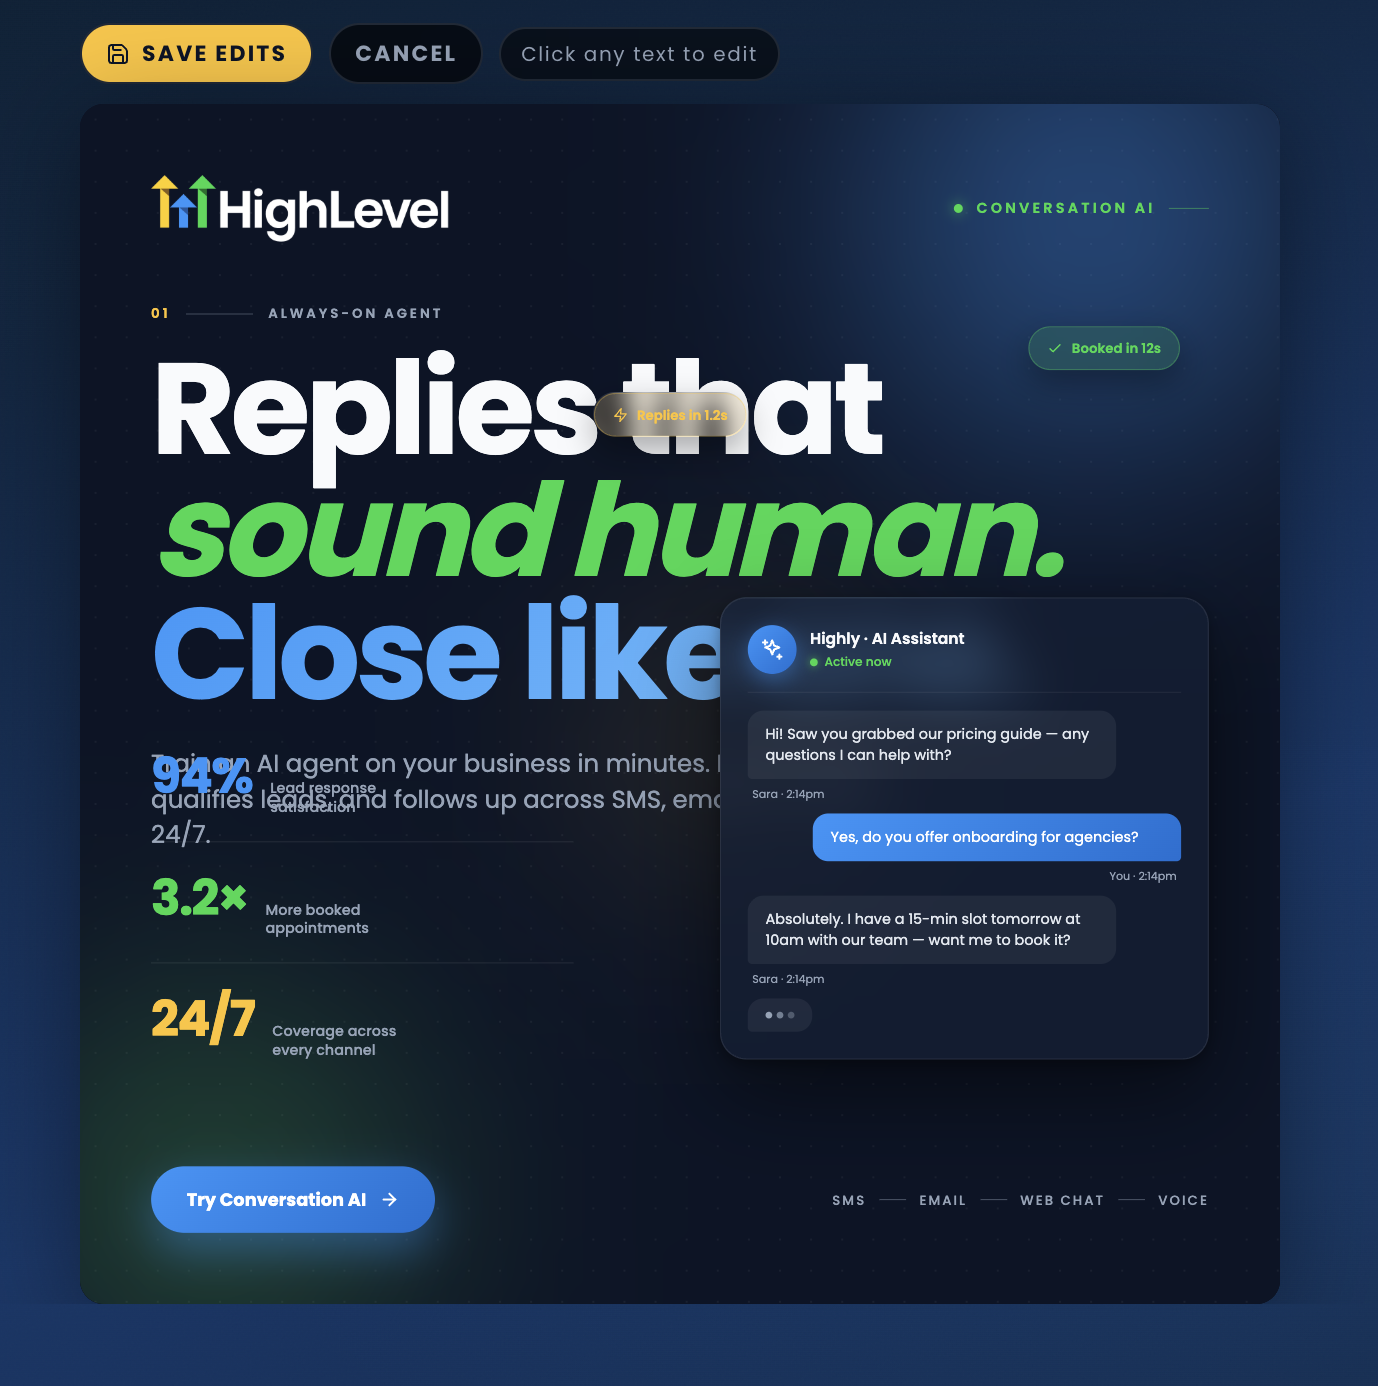 SAVE EDITS
CANCEL
Click any text to edit
HighLevel
CONVERSATION AI
01
ALWAYS-ON AGENT
Booked in 12s
Replies that
Replies in 1.2s
sound human.
Close like
Training AI agent on your business in minutes.
qualifies leads, and follows up across SMS,
24/7.
94%
Lead response
satisfaction
3.2×
More booked
appointments
24/7
Coverage across
every channel
Highly · AI Assistant
Active now
Hi! Saw you grabbed our pricing guide — any
questions I can help with?
Sara · 2:14pm
Yes, do you offer onboarding for agencies?
You · 2:14pm
Absolutely. I have a 15-min slot tomorrow at
10am with our team — want me to book it?
Sara · 2:14pm
Try Conversation AI
SMS
EMAIL
WEB CHAT
VOICE